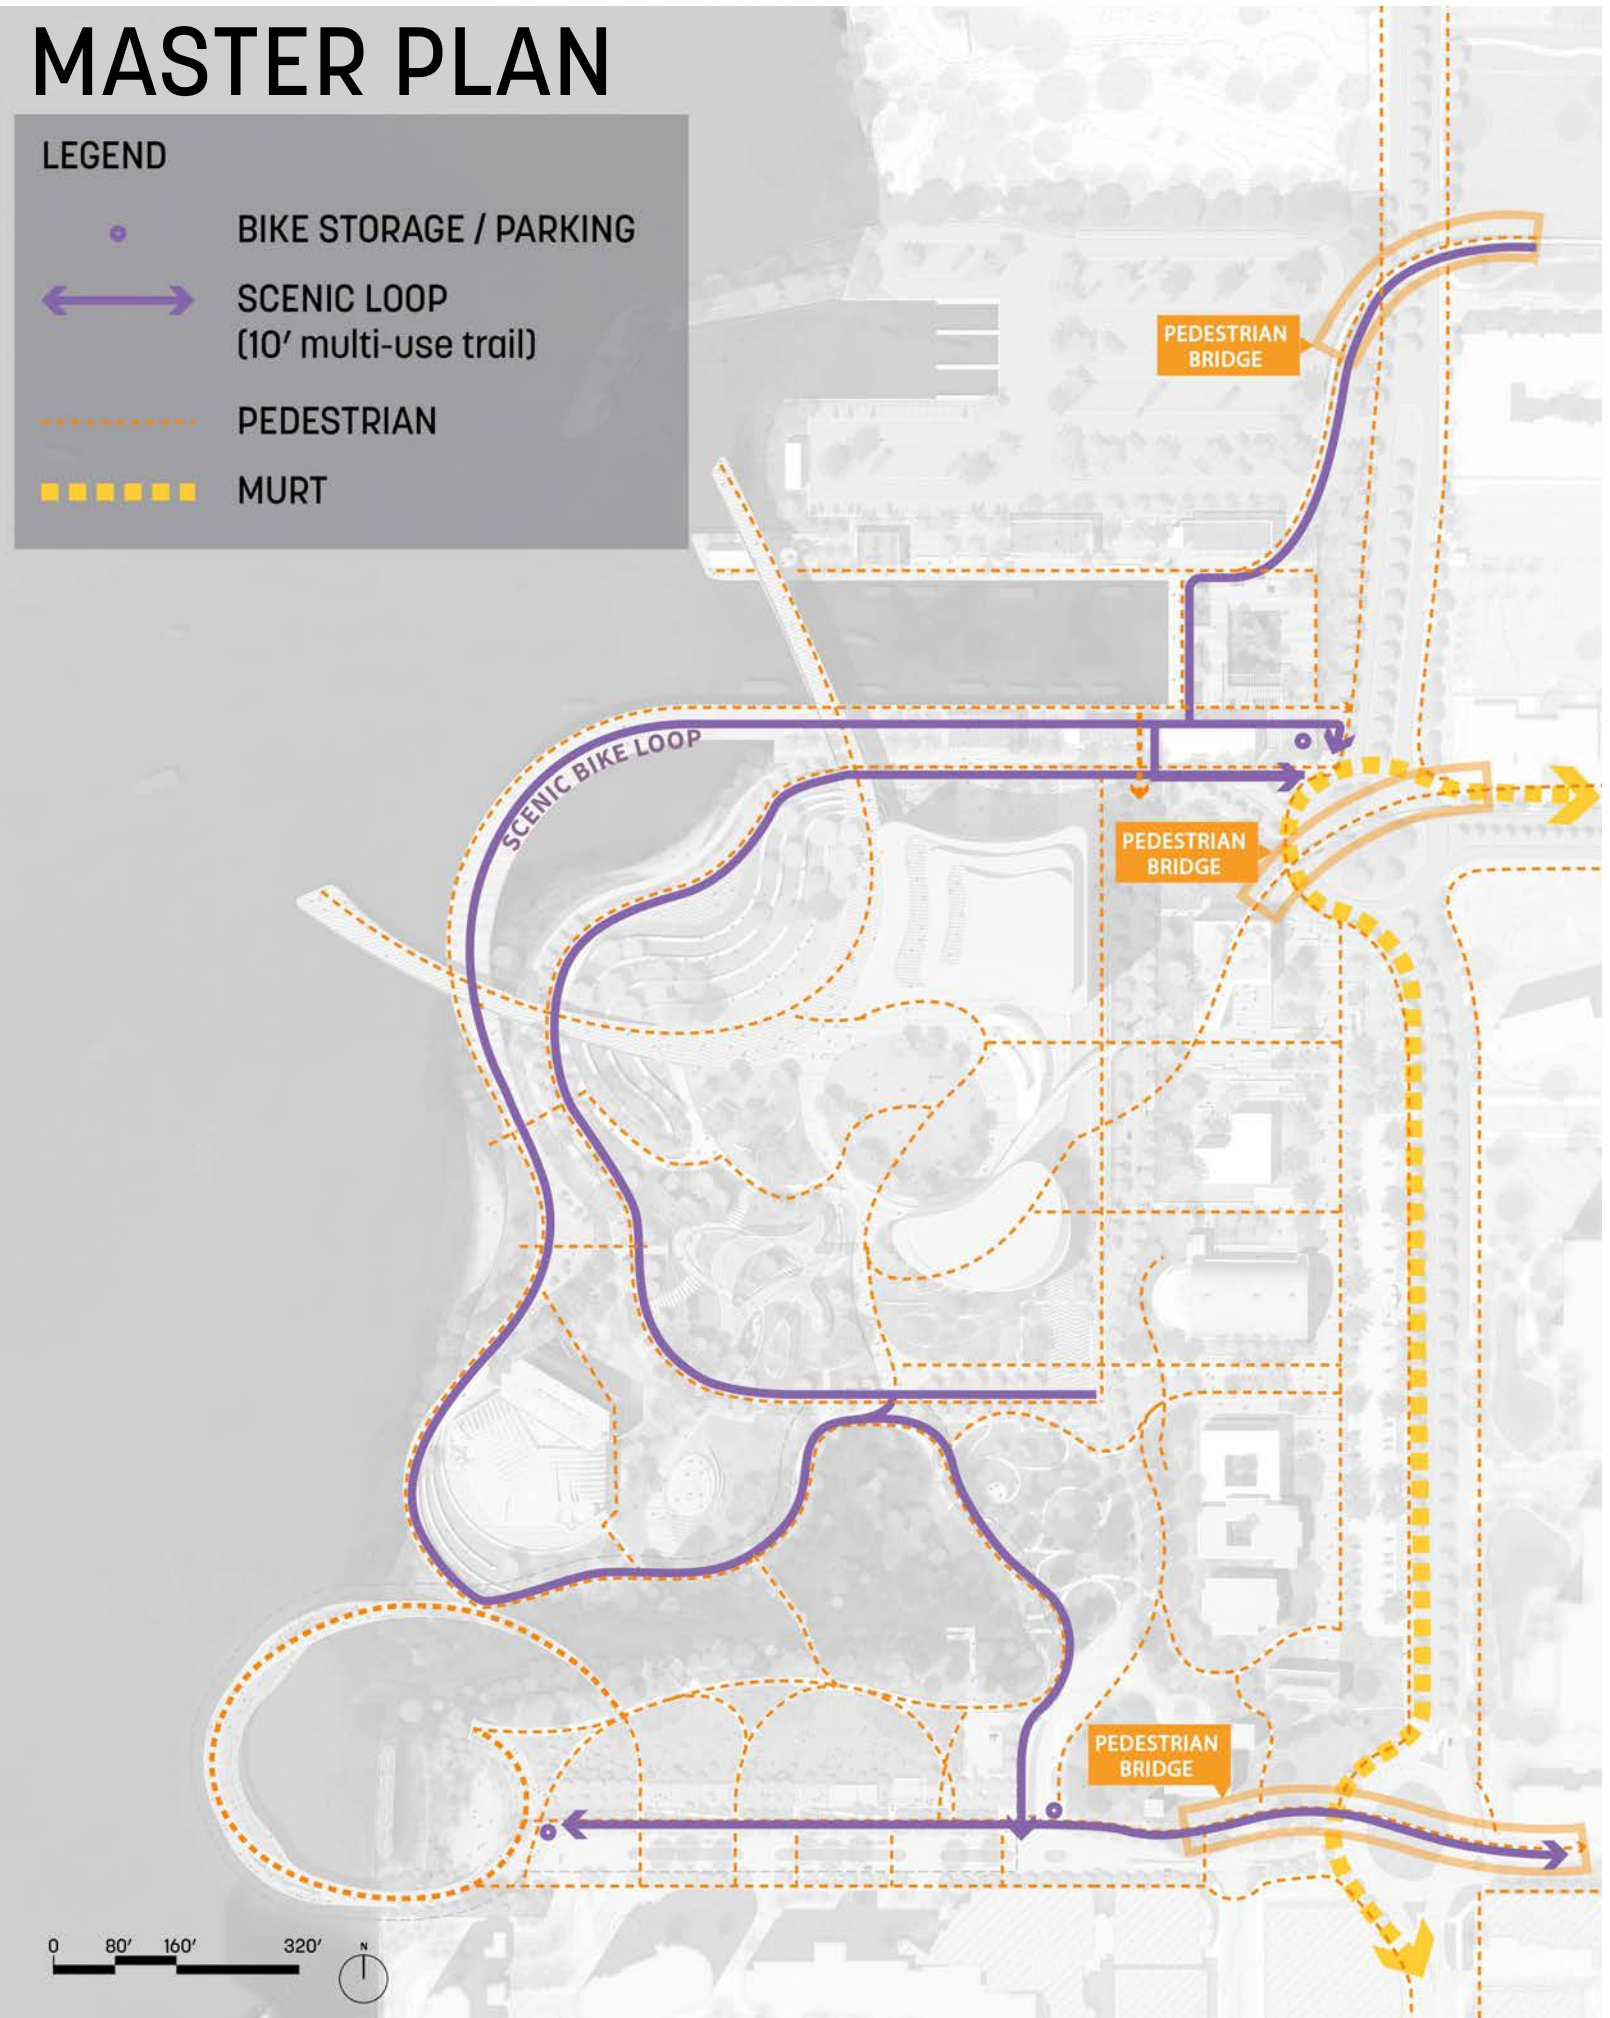 MASTER PLAN
LEGEND
BIKE STORAGE / PARKING
SCENIC LOOP
(10′ multi-use trail)
PEDESTRIAN
MURT
PEDESTRIAN
BRIDGE
SCENIC BIKE LOOP
PEDESTRIAN
BRIDGE
PEDESTRIAN
BRIDGE
0 80′ 160′ 320′
N